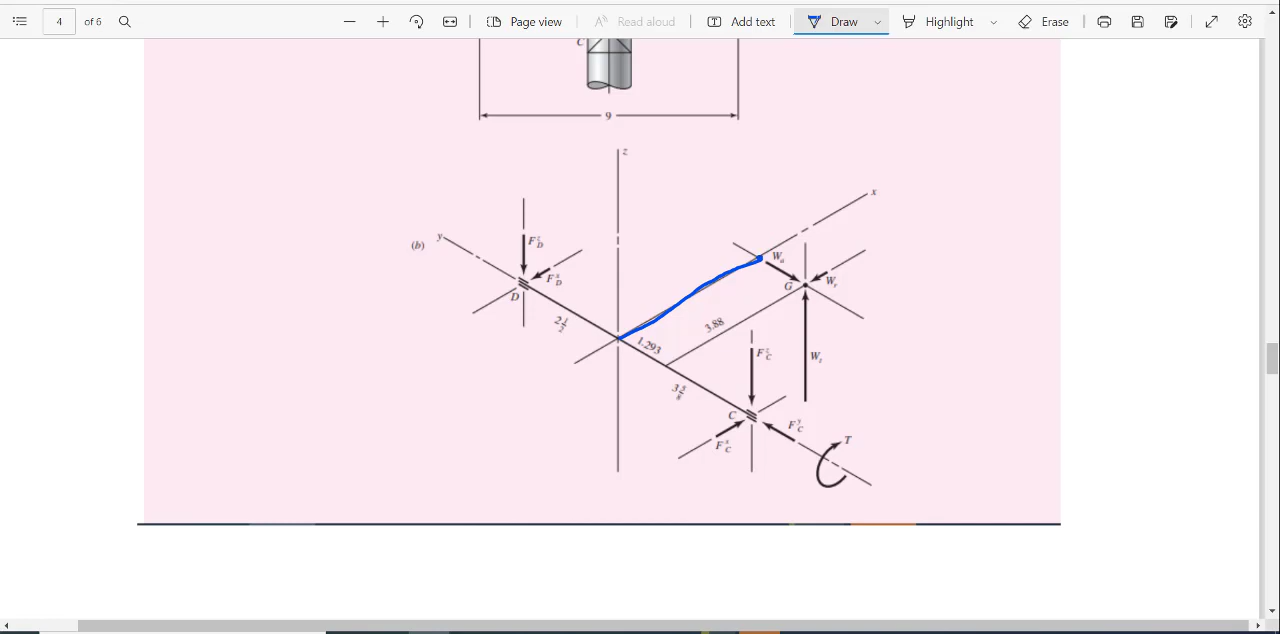 4 of 6
Page view
Read aloud
Add text
Draw
Highlight
Erase
C
9
z
x
(b)
y
F_D^z
F_D^x
D
2 1/2
W_a
G
W_r
3.88
1.293
F_C^z
W_t
3 5/8
C
F_C^y
F_C^x
T